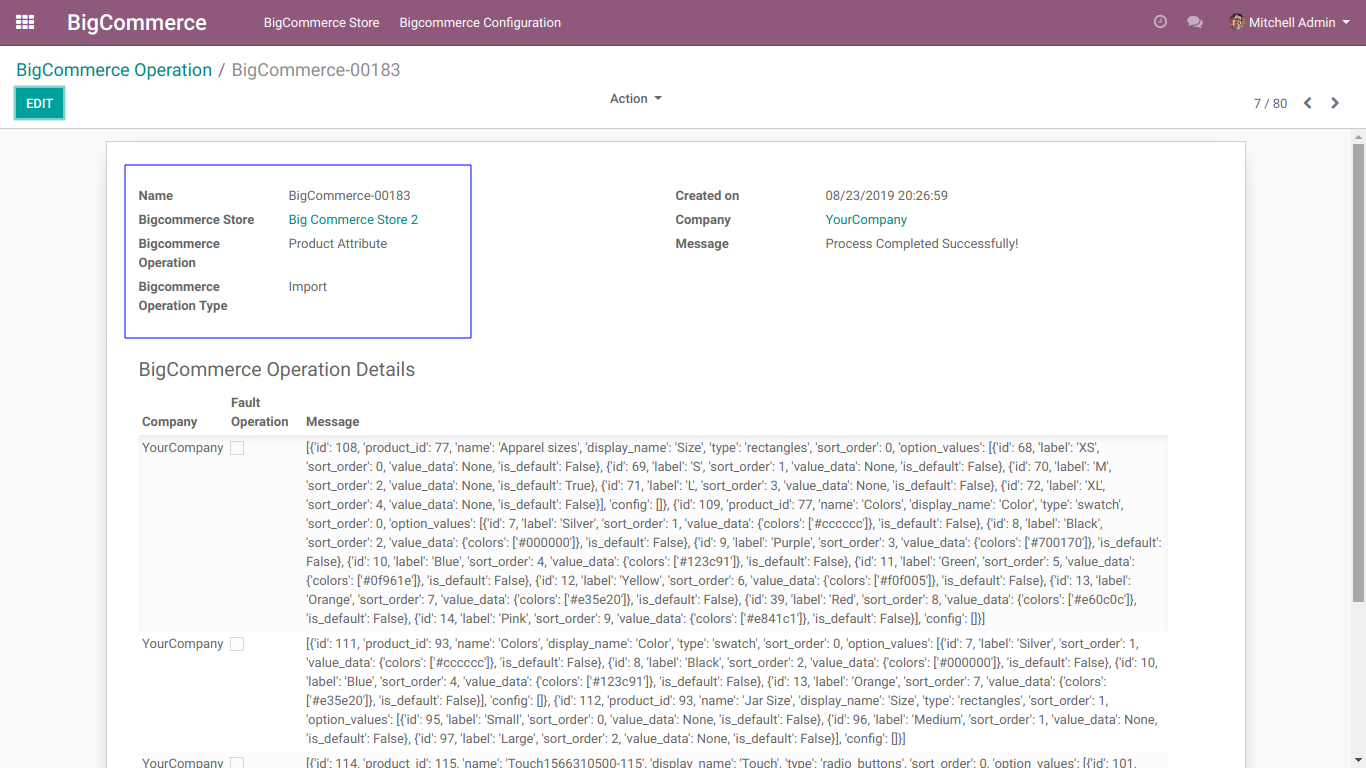 BigCommerce
BigCommerce Store
Bigcommerce Configuration
Mitchell Admin
BigCommerce Operation / BigCommerce-00183
EDIT
Action
7 / 80
Name BigCommerce-00183
Bigcommerce Store Big Commerce Store 2
Bigcommerce Product Attribute
Operation
Bigcommerce Import
Operation Type
Created on 08/23/2019 20:26:59
Company YourCompany
Message Process Completed Successfully!
BigCommerce Operation Details
Fault
Company Operation Message
YourCompany [{'id': 108, 'product_id': 77, 'name': 'Apparel sizes', 'display_name': 'Size', 'type': 'rectangles', 'sort_order': 0, 'option_values': [{'id': 68, 'label': 'XS',
'sort_order': 0, 'value_data': None, 'is_default': False}, {'id': 69, 'label': 'S', 'sort_order': 1, 'value_data': None, 'is_default': False}, {'id': 70, 'label': 'M',
'sort_order': 2, 'value_data': None, 'is_default': True}, {'id': 71, 'label': 'L', 'sort_order': 3, 'value_data': None, 'is_default': False}, {'id': 72, 'label': 'XL',
'sort_order': 4, 'value_data': None, 'is_default': False}], 'config': []}, {'id': 109, 'product_id': 77, 'name': 'Colors', 'display_name': 'Color', 'type': 'swatch',
'sort_order': 0, 'option_values': [{'id': 7, 'label': 'Silver', 'sort_order': 1, 'value_data': {'colors': ['#cccccc']}, 'is_default': False}, {'id': 8, 'label': 'Black',
'sort_order': 2, 'value_data': {'colors': ['#000000']}, 'is_default': False}, {'id': 9, 'label': 'Purple', 'sort_order': 3, 'value_data': {'colors': ['#700170']}, 'is_default':
False}, {'id': 10, 'label': 'Blue', 'sort_order': 4, 'value_data': {'colors': ['#123c91']}, 'is_default': False}, {'id': 11, 'label': 'Green', 'sort_order': 5, 'value_data':
{'colors': ['#0f961e']}, 'is_default': False}, {'id': 12, 'label': 'Yellow', 'sort_order': 6, 'value_data': {'colors': ['#f0f005']}, 'is_default': False}, {'id': 13, 'label':
'Orange', 'sort_order': 7, 'value_data': {'colors': ['#e35e20']}, 'is_default': False}, {'id': 39, 'label': 'Red', 'sort_order': 8, 'value_data': {'colors': ['#e60c0c']},
'is_default': False}, {'id': 14, 'label': 'Pink', 'sort_order': 9, 'value_data': {'colors': ['#e841c1']}, 'is_default': False}], 'config': []}]
YourCompany [{'id': 111, 'product_id': 93, 'name': 'Colors', 'display_name': 'Color', 'type': 'swatch', 'sort_order': 0, 'option_values': [{'id': 7, 'label': 'Silver', 'sort_order': 1,
'value_data': {'colors': ['#cccccc']}, 'is_default': False}, {'id': 8, 'label': 'Black', 'sort_order': 2, 'value_data': {'colors': ['#000000']}, 'is_default': False}, {'id': 10,
'label': 'Blue', 'sort_order': 4, 'value_data': {'colors': ['#123c91']}, 'is_default': False}, {'id': 13, 'label': 'Orange', 'sort_order': 7, 'value_data': {'colors':
['#e35e20']}, 'is_default': False}], 'config': []}, {'id': 112, 'product_id': 93, 'name': 'Jar Size', 'display_name': 'Size', 'type': 'rectangles', 'sort_order': 1,
'option_values': [{'id': 95, 'label': 'Small', 'sort_order': 0, 'value_data': None, 'is_default': False}, {'id': 96, 'label': 'Medium', 'sort_order': 1, 'value_data': None,
'is_default': False}, {'id': 97, 'label': 'Large', 'sort_order': 2, 'value_data': None, 'is_default': False}], 'config': []}]
YourCompany [{'id': 114, 'product_id': 115, 'name': 'Touch1566310500-115', 'display_name': 'Touch', 'type': 'radio_buttons', 'sort_order': 0, 'option_values': [{'id': 101,